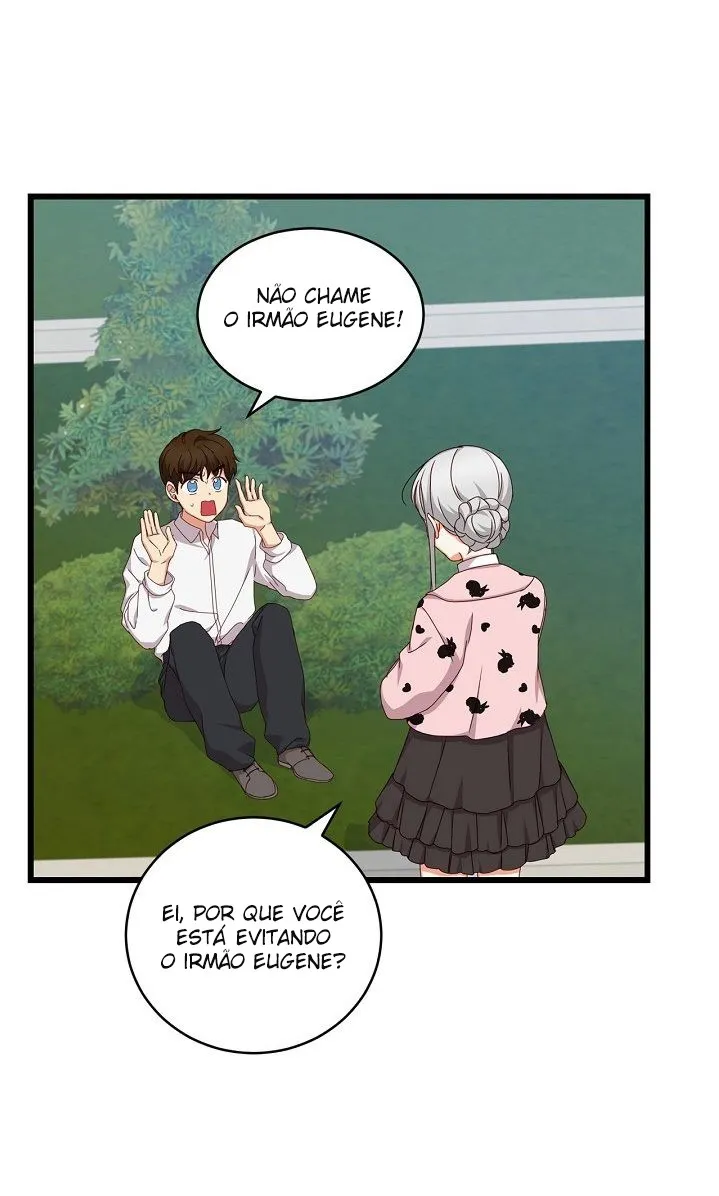 NÃO CHAME
O IRMÃO EUGENE!
EI, POR QUE VOCÊ
ESTÁ EVITANDO
O IRMÃO EUGENE?